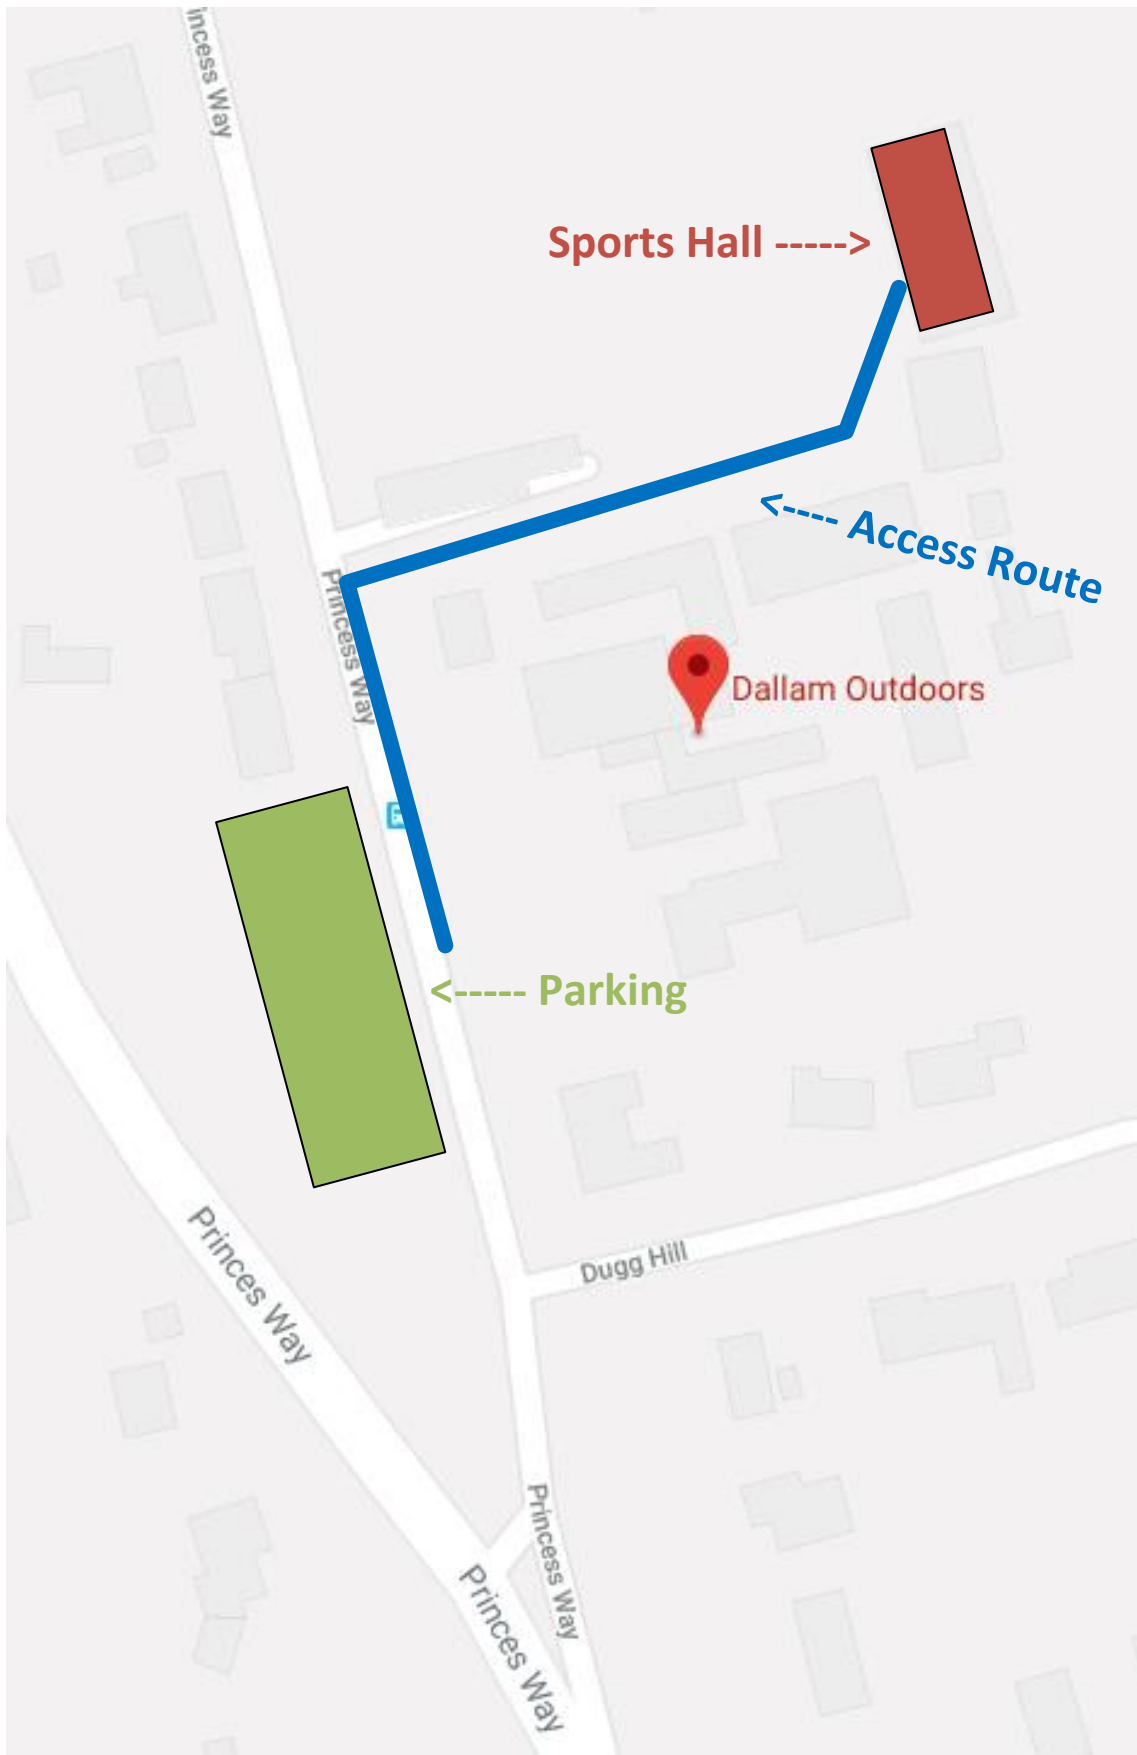 incess Way
Sports Hall ----->
<---- Access Route
Princess Way
Dallam Outdoors
<----- Parking
Princes Way
Dugg Hill
Princess Way
Princes Way